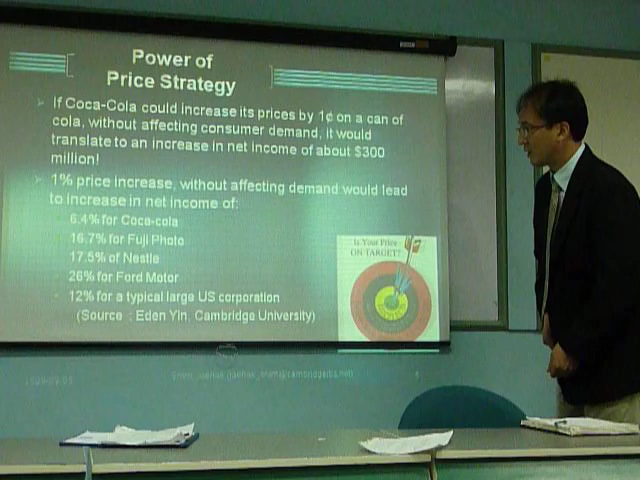 Power of
Price Strategy
If Coca-Cola could increase its prices by 1¢ on a can of
cola, without affecting consumer demand, it would
translate to an increase in net income of about $300
million!
1% price increase, without affecting demand would lead
to increase in net income of:
6.4% for Coca-cola
16.7% for Fuji Photo
17.5% of Nestle
26% for Ford Motor
12% for a typical large US corporation
(Source : Eden Yin, Cambridge University)
Is Your Price
ON TARGET?